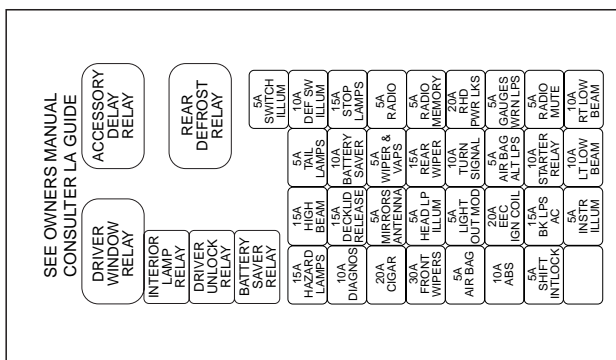 SEE OWNERS MANUAL
CONSULTER LA GUIDE
DRIVER
WINDOW
RELAY
ACCESSORY
DELAY
RELAY
INTERIOR
LAMP
RELAY
DRIVER
UNLOCK
RELAY
REAR
DEFROST
RELAY
BATTERY
SAVER
RELAY
5A
SWITCH
ILLUM
15A
HAZARD
LAMPS
15A
HIGH
BEAM
5A
TAIL
LAMPS
10A
DEF SW
ILLUM
10A
DIAGNOS
15A
DECKLID
RELEASE
10A
BATTERY
SAVER
15A
STOP
LAMPS
20A
CIGAR
5A
MIRRORS
ANTENNA
5A
WIPER &
VAPS
5A
RADIO
30A
FRONT
WIPERS
5A
HEAD LP
ILLUM
15A
REAR
WIPER
5A
RADIO
MEMORY
5A
AIR BAG
5A
LIGHT
OUT MOD
10A
TURN
SIGNAL
20A
RHD
PWR LKS
10A
ABS
20A
EEC
IGN COIL
5A
AIR BAG
ALT LPS
5A
GAUGES
WRN LPS
5A
SHIFT
INTLOCK
15A
BK LPS
AC
10A
STARTER
RELAY
5A
RADIO
MUTE
5A
INSTR
ILLUM
10A
LT LOW
BEAM
10A
RT LOW
BEAM